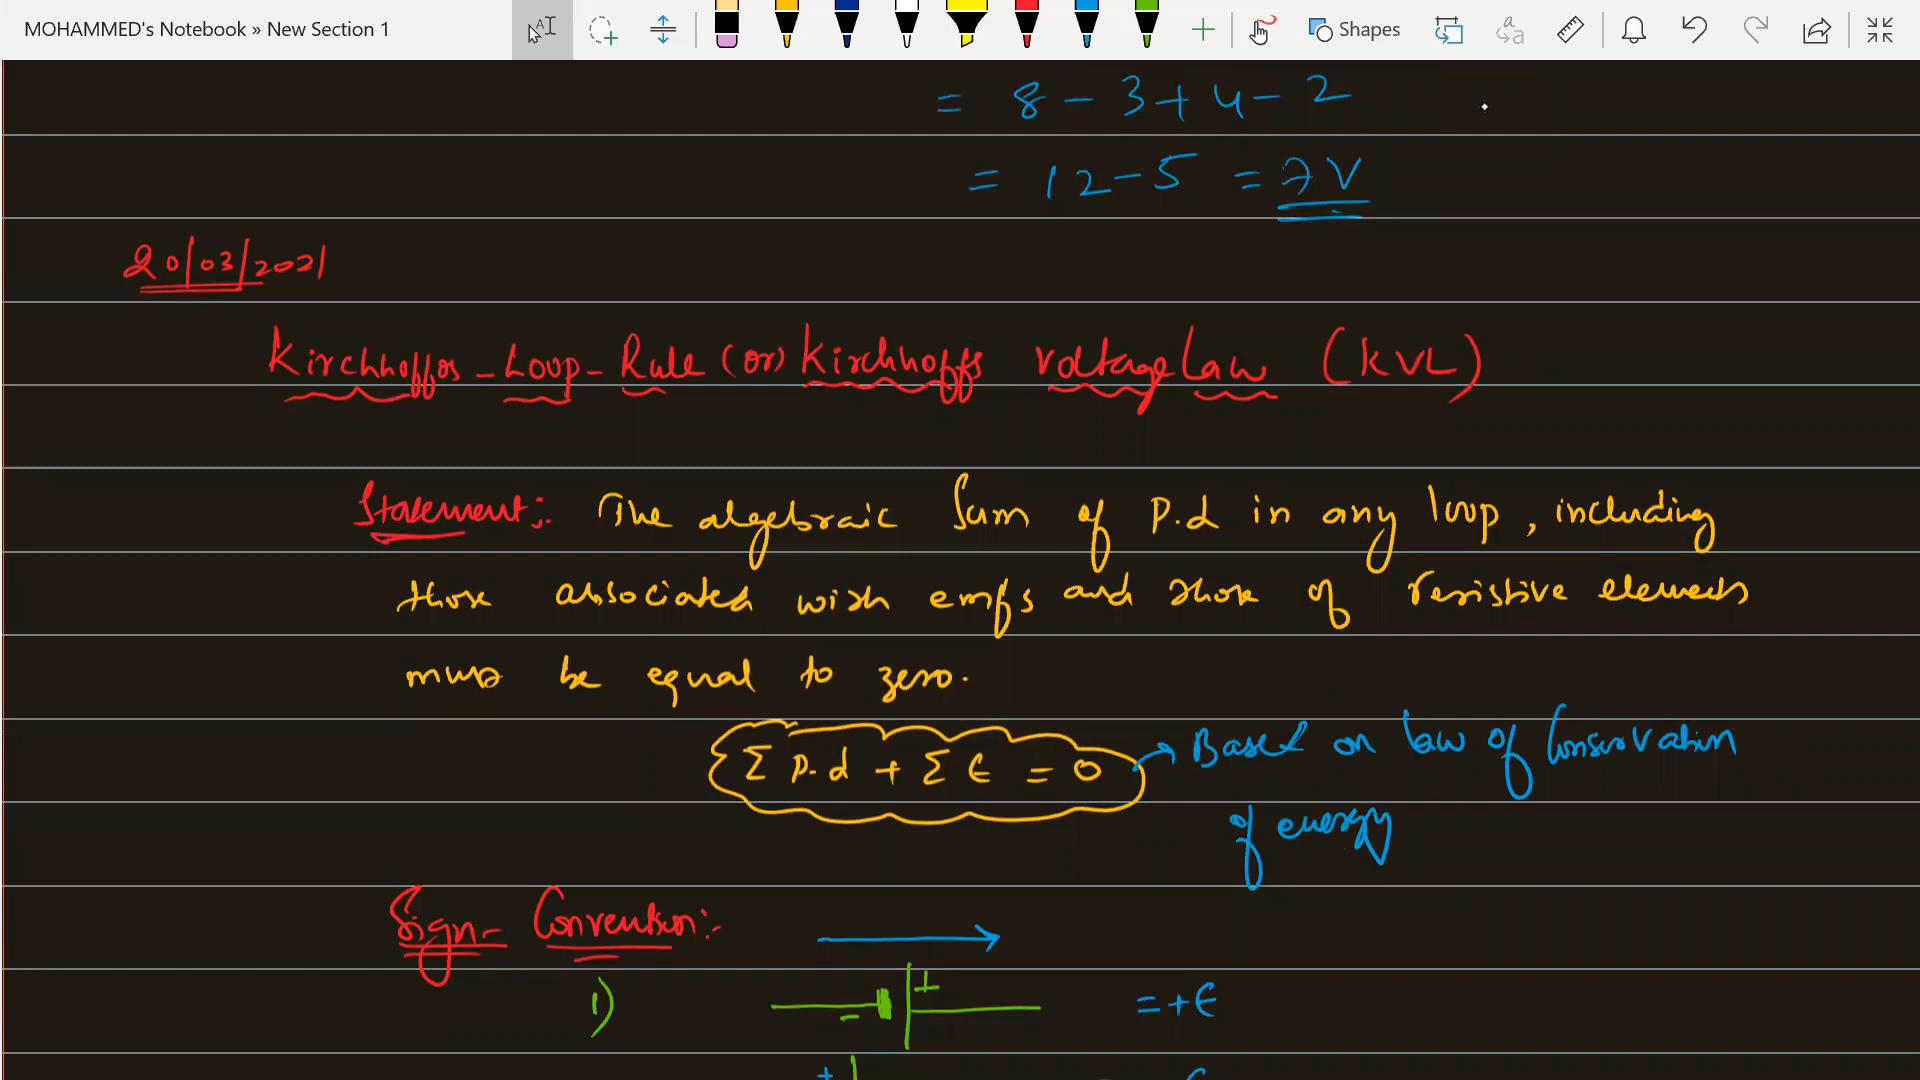 MOHAMMED's Notebook » New Section 1
Shapes
= 8 - 3 + 4 - 2
= 12 - 5 = 7V
20/03/2021
Kirchhoffos - Loop - Rule (or) Kirchhoffs voltage Law (KVL)
Statement:- The algebraic Sum of P.d in any loop, including
those associated with emfs and those of resistive elements
must be equal to zero.
Σ P.d + Σ ϵ = 0 → Based on law of Conservation
of energy
Sign - Convention:-
1) - + = +ϵ
+